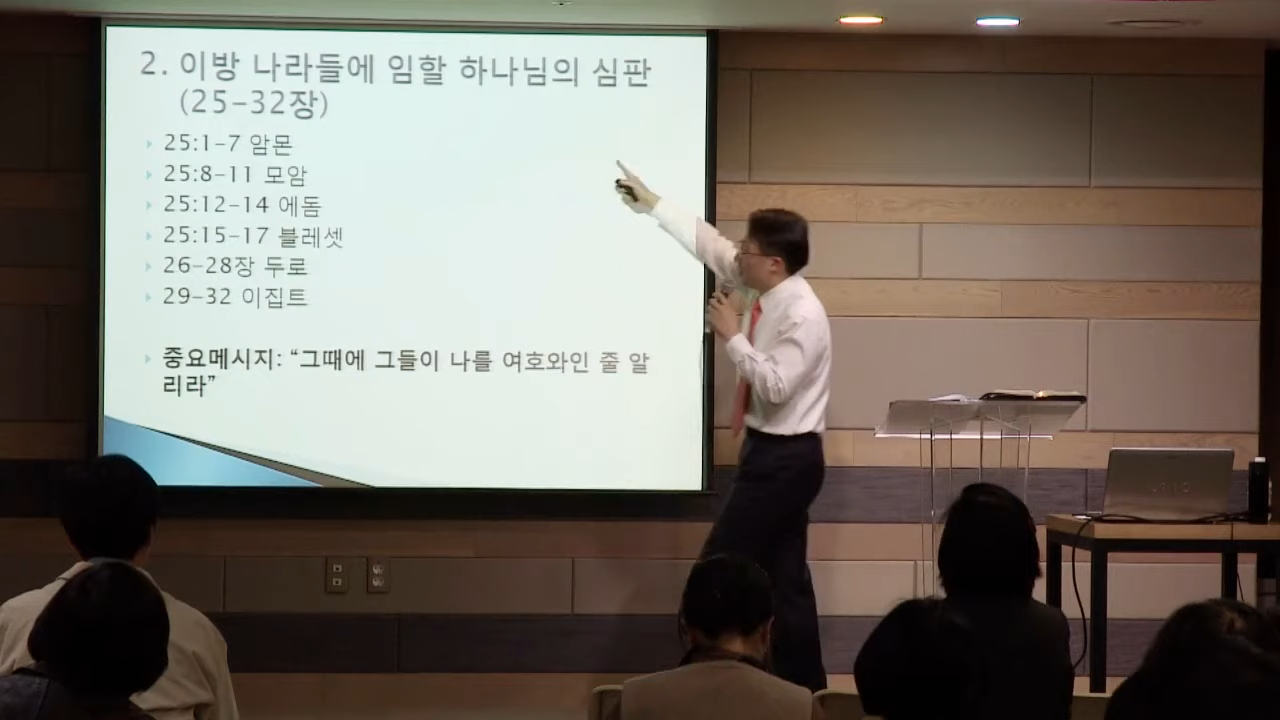 2. 이방 나라들에 임할 하나님의 심판
(25-32장)
25:1-7 암몬
25:8-11 모압
25:12-14 에돔
25:15-17 블레셋
26-28장 두로
29-32 이집트
중요메시지: “그때에 그들이 나를 여호와인 줄 알
리라”
VAIO